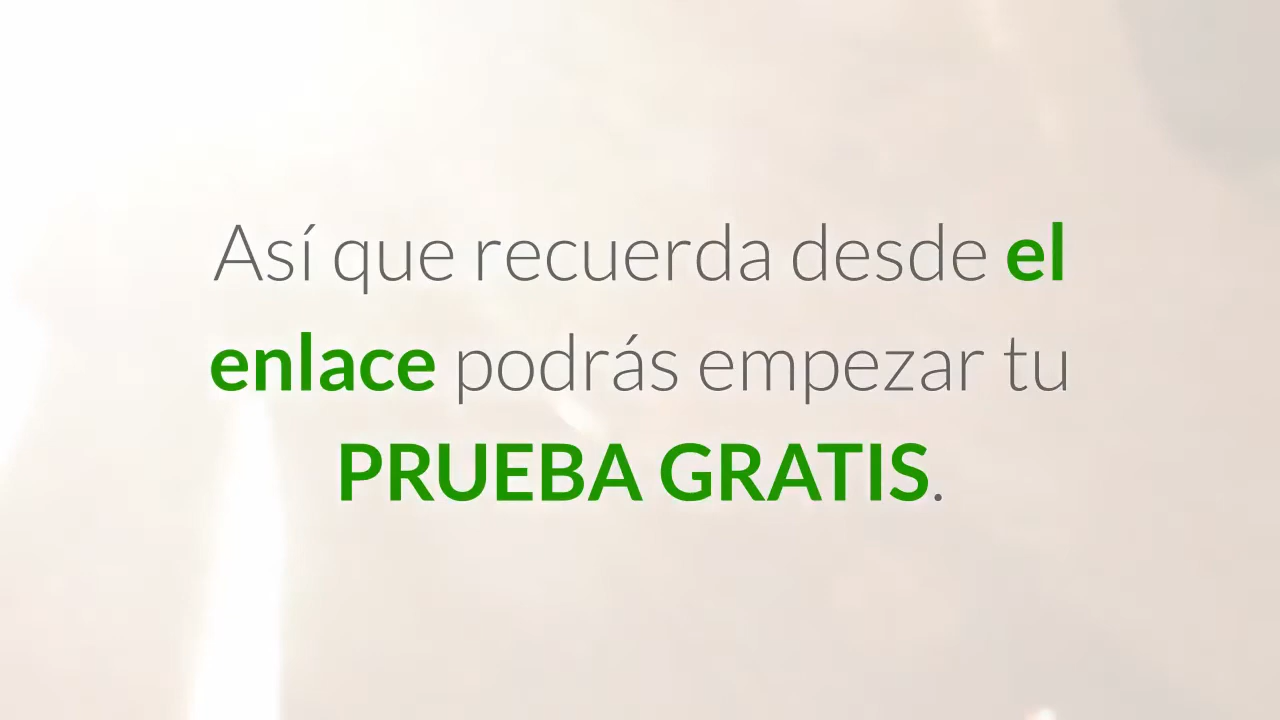 Así que recuerda desde el
enlace podrás empezar tu
PRUEBA GRATIS.